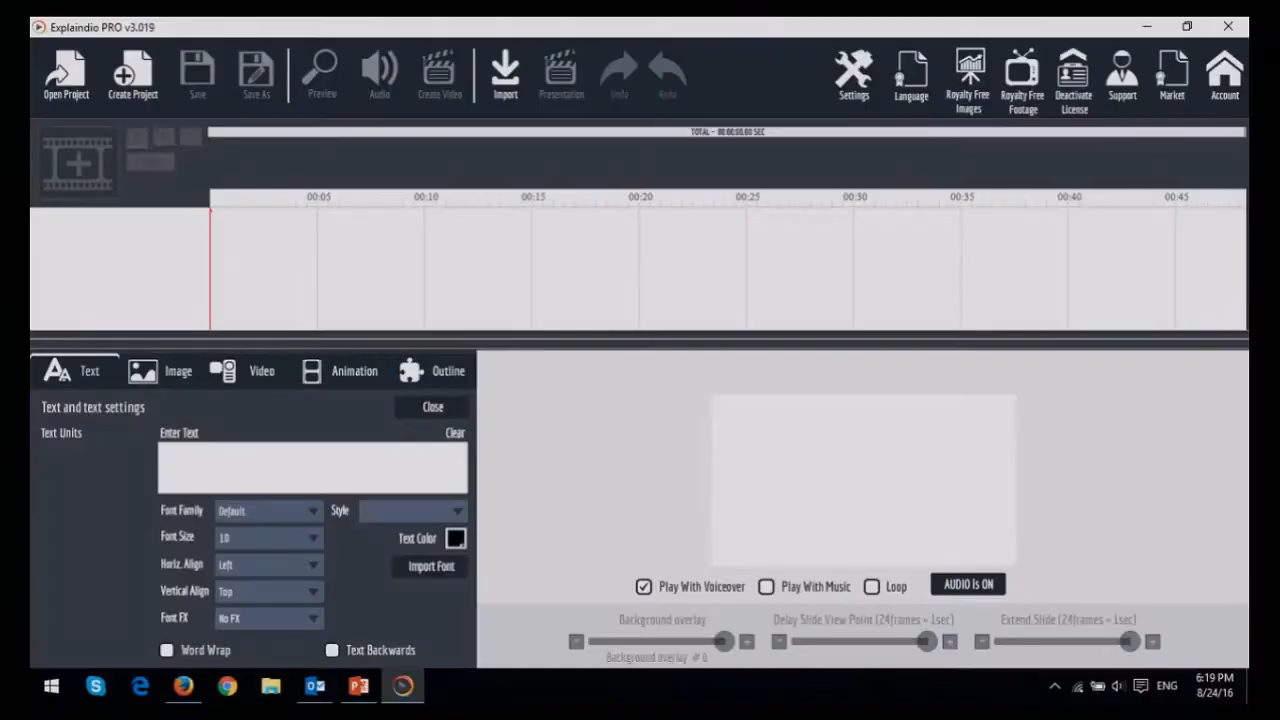 Explaindio PRO v3.019
Open Project
Create Project
Save
Save As
Preview
Audio
Create Video
Import
Presentation
Undo
Redo
Settings
Language
Royalty Free Images
Royalty Free Footage
Deactivate License
Support
Market
Account
TOTAL - 00:00:00.00 SEC
00:05 00:10 00:15 00:20 00:25 00:30 00:35 00:40 00:45
Text Image Video Animation Outline
Text and text settings Close
Text Units Enter Text Clear
Font Family Default Style
Font Size 10 Text Color
Horiz. Align Left Import Font
Vertical Align Top
Font FX No FX
Word Wrap Text Backwards
Play With Voiceover Play With Music Loop AUDIO is ON
Background overlay Delay Slide View Point (24frames = 1sec) Extend Slide (24frames = 1sec)
Background overlay # 0
ENG
6:19 PM
8/24/16